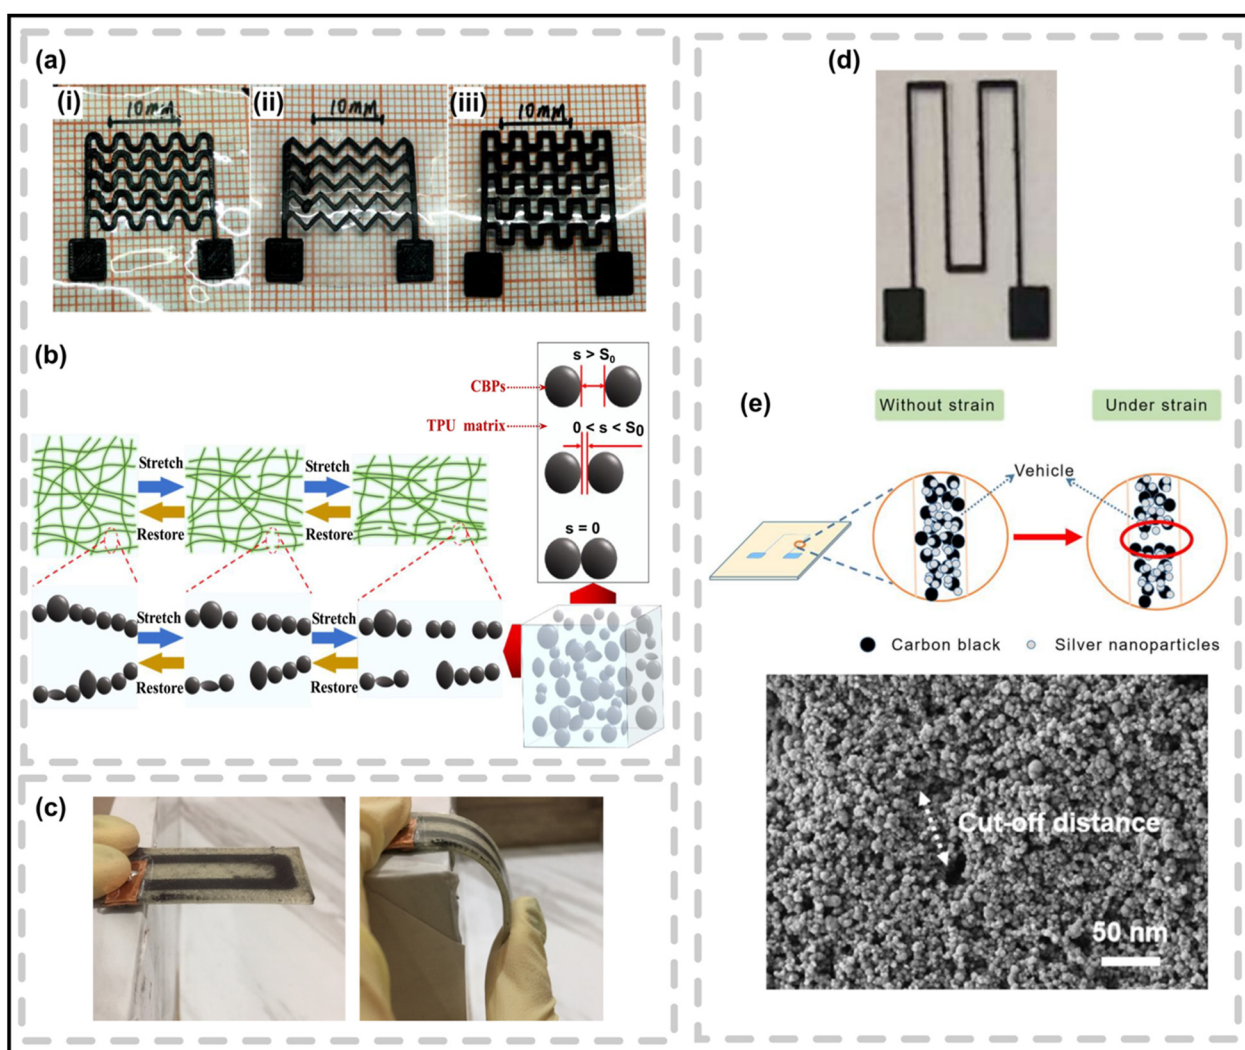 (a)
(i)
10mm
(ii)
10mm
(iii)
10mm
(b)
s > S₀
CBPs
TPU matrix
0 < s < S₀
s = 0
Stretch
Stretch
Restore
Restore
Stretch
Stretch
Restore
Restore
(c)
(d)
(e)
Without strain
Under strain
Vehicle
Carbon black
Silver nanoparticles
Cut-off distance
50 nm